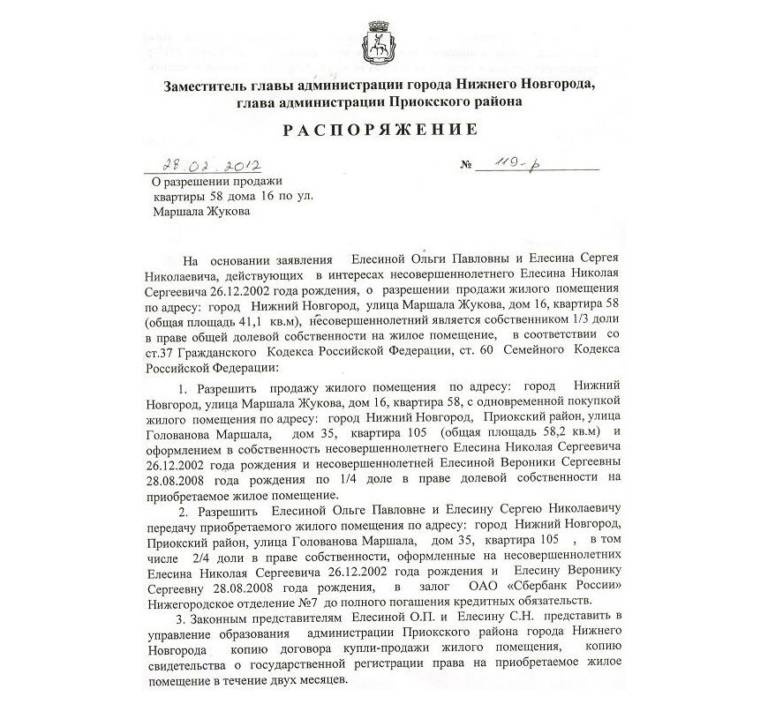 Заместитель главы администрации города Нижнего Новгорода,
глава администрации Приокского района
РАСПОРЯЖЕНИЕ
28.02.2012 № 119-р
О разрешении продажи
квартиры 58 дома 16 по ул.
Маршала Жукова
На основании заявления Елесиной Ольги Павловны и Елесина Сергея
Николаевича, действующих в интересах несовершеннолетнего Елесина Николая
Сергеевича 26.12.2002 года рождения, о разрешении продажи жилого помещения
по адресу: город Нижний Новгород, улица Маршала Жукова, дом 16, квартира 58
(общая площадь 41,1 кв.м), несовершеннолетний является собственником 1/3 доли
в праве общей долевой собственности на жилое помещение, в соответствии со
ст.37 Гражданского Кодекса Российской Федерации, ст. 60 Семейного Кодекса
Российской Федерации:
1. Разрешить продажу жилого помещения по адресу: город Нижний
Новгород, улица Маршала Жукова, дом 16, квартира 58, с одновременной покупкой
жилого помещения по адресу: город Нижний Новгород, Приокский район, улица
Голованова Маршала, дом 35, квартира 105 (общая площадь 58,2 кв.м) и
оформлением в собственность несовершеннолетнего Елесина Николая Сергеевича
26.12.2002 года рождения и несовершеннолетней Елесиной Вероники Сергеевны
28.08.2008 года рождения по 1/4 доле в праве долевой собственности на
приобретаемое жилое помещение.
2. Разрешить Елесиной Ольге Павловне и Елесину Сергею Николаевичу
передачу приобретаемого жилого помещения по адресу: город Нижний Новгород,
Приокский район, улица Голованова Маршала, дом 35, квартира 105 , в том
числе 2/4 доли в праве собственности, оформленные на несовершеннолетних
Елесина Николая Сергеевича 26.12.2002 года рождения и Елесину Веронику
Сергеевну 28.08.2008 года рождения, в залог ОАО «Сбербанк России»
Нижегородское отделение №7 до полного погашения кредитных обязательств.
3. Законным представителям Елесиной О.П. и Елесину С.Н. представить в
управление образования администрации Приокского района города Нижнего
Новгорода копию договора купли-продажи жилого помещения, копию
свидетельства о государственной регистрации права на приобретаемое жилое
помещение в течение двух месяцев.